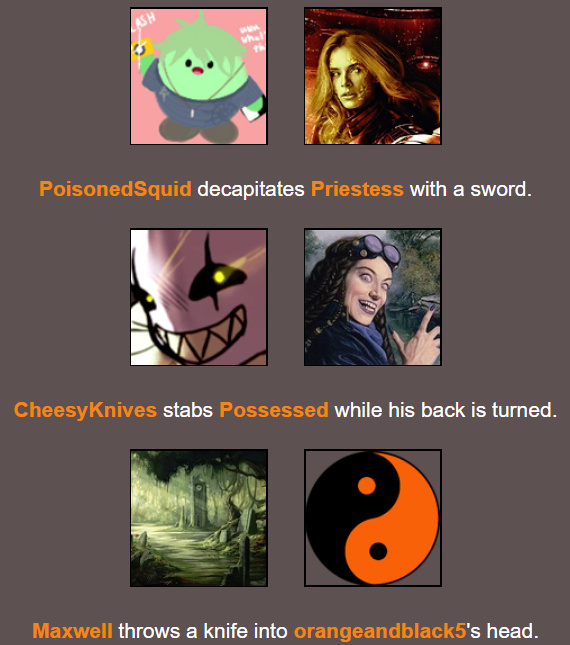 ASH
PoisonedSquid decapitates Priestess with a sword.
CheesyKnives stabs Possessed while his back is turned.
Maxwell throws a knife into orangeandblack5's head.